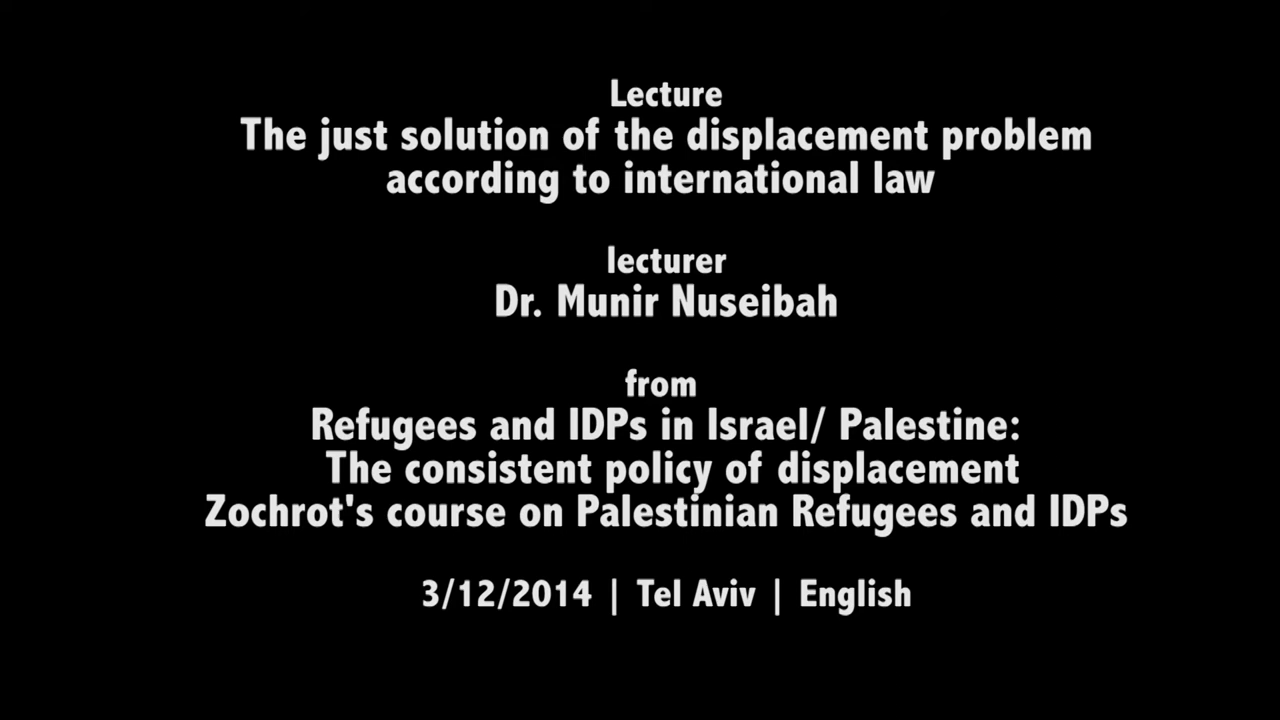 Lecture
The just solution of the displacement problem
according to international law
lecturer
Dr. Munir Nuseibah
from
Refugees and IDPs in Israel/ Palestine:
The consistent policy of displacement
Zochrot's course on Palestinian Refugees and IDPs
3/12/2014 | Tel Aviv | English